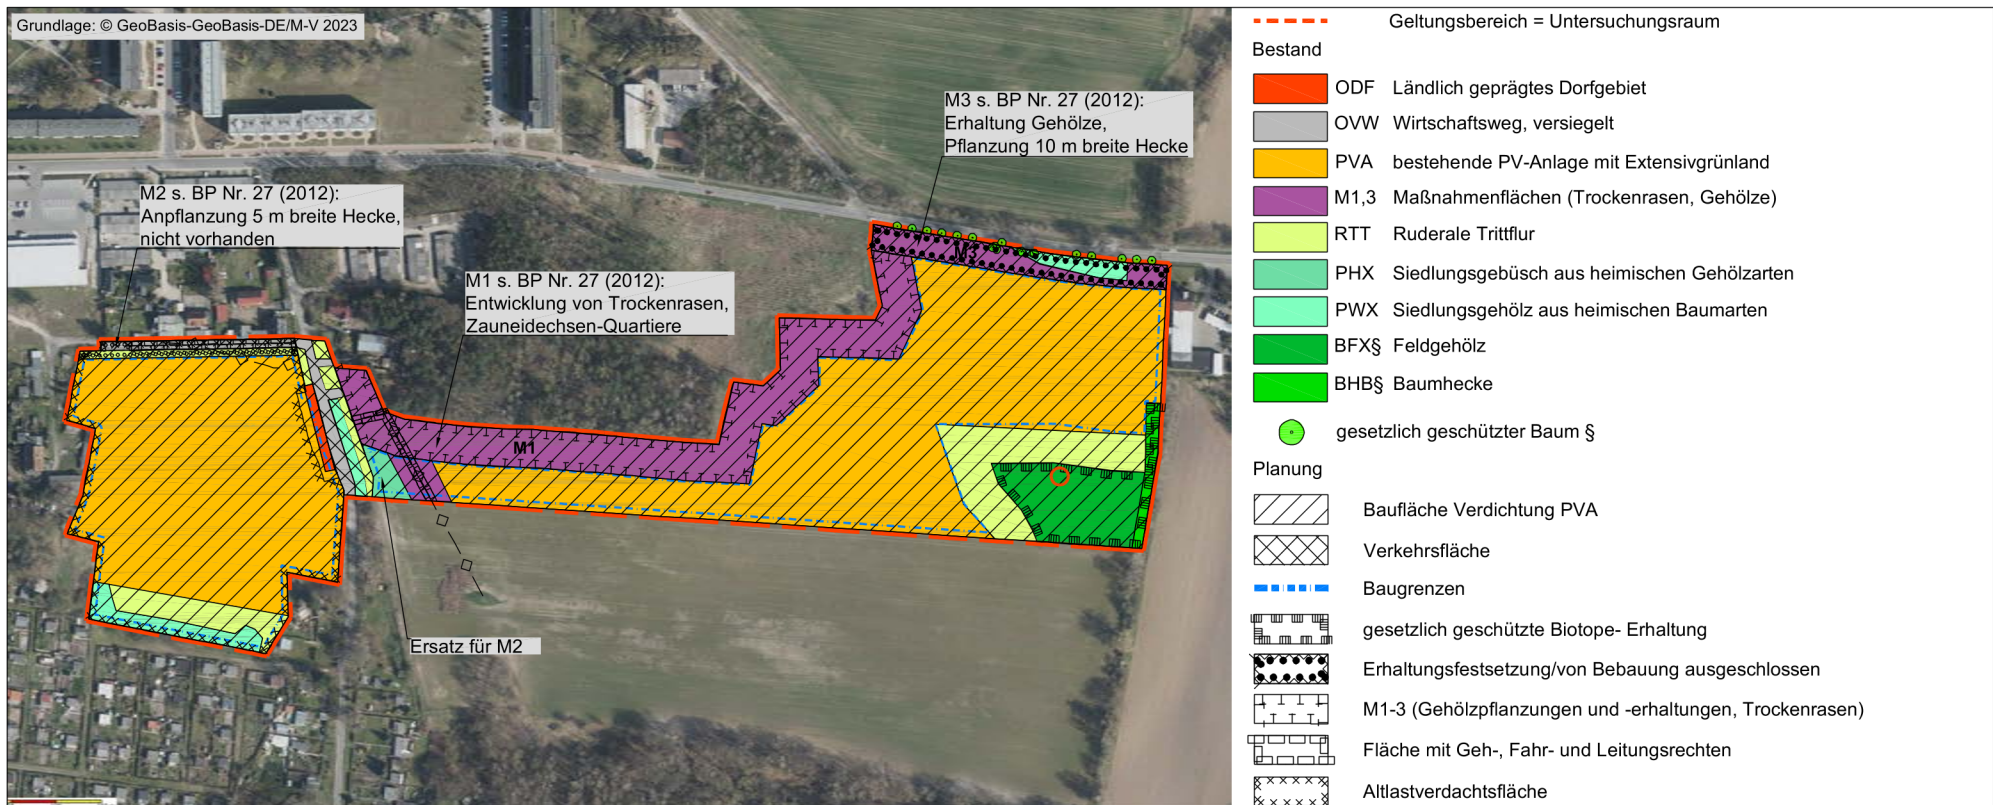 Grundlage: © GeoBasis-GeoBasis-DE/M-V 2023
M3 s. BP Nr. 27 (2012):
Erhaltung Gehölze,
Pflanzung 10 m breite Hecke
M2 s. BP Nr. 27 (2012):
Anpflanzung 5 m breite Hecke,
nicht vorhanden
M1 s. BP Nr. 27 (2012):
Entwicklung von Trockenrasen,
Zauneidechsen-Quartiere
M3
M1
Ersatz für M2
Geltungsbereich = Untersuchungsraum
Bestand
ODF Ländlich geprägtes Dorfgebiet
OVW Wirtschaftsweg, versiegelt
PVA bestehende PV-Anlage mit Extensivgrünland
M1,3 Maßnahmenflächen (Trockenrasen, Gehölze)
RTT Ruderale Trittflur
PHX Siedlungsgebüsch aus heimischen Gehölzarten
PWX Siedlungsgehölz aus heimischen Baumarten
BFX§ Feldgehölz
BHB§ Baumhecke
gesetzlich geschützter Baum §
Planung
Baufläche Verdichtung PVA
Verkehrsfläche
Baugrenzen
gesetzlich geschützte Biotope- Erhaltung
Erhaltungsfestsetzung/von Bebauung ausgeschlossen
M1-3 (Gehölzpflanzungen und -erhaltungen, Trockenrasen)
Fläche mit Geh-, Fahr- und Leitungsrechten
Altlastverdachtsfläche